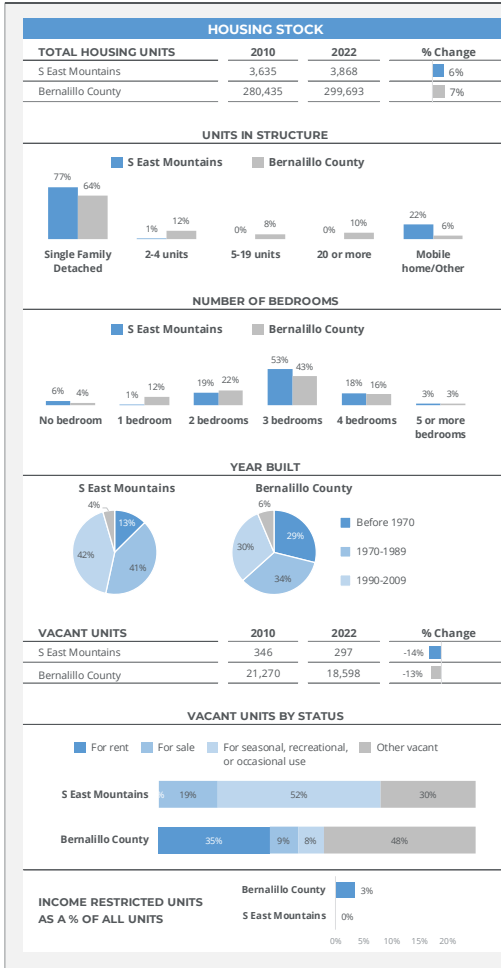 HOUSING STOCK
TOTAL HOUSING UNITS 2010 2022 % Change
S East Mountains 3,635 3,868 6%
Bernalillo County 280,435 299,693 7%
UNITS IN STRUCTURE
S East Mountains Bernalillo County
77% 64% 1% 12% 0% 8% 0% 10% 22% 6%
Single Family 2-4 units 5-19 units 20 or more Mobile
Detached home/Other
NUMBER OF BEDROOMS
S East Mountains Bernalillo County
6% 4% 1% 12% 19% 22% 53% 43% 18% 16% 3% 3%
No bedroom 1 bedroom 2 bedrooms 3 bedrooms 4 bedrooms 5 or more
bedrooms
YEAR BUILT
S East Mountains Bernalillo County
4% 13% 41% 42%
6% 29% 34% 30%
Before 1970
1970-1989
1990-2009
VACANT UNITS 2010 2022 % Change
S East Mountains 346 297 -14%
Bernalillo County 21,270 18,598 -13%
VACANT UNITS BY STATUS
For rent For sale For seasonal, recreational, Other vacant
or occasional use
S East Mountains % 19% 52% 30%
Bernalillo County 35% 9% 8% 48%
INCOME RESTRICTED UNITS
AS A % OF ALL UNITS
Bernalillo County 3%
S East Mountains 0%
0% 5% 10% 15% 20%